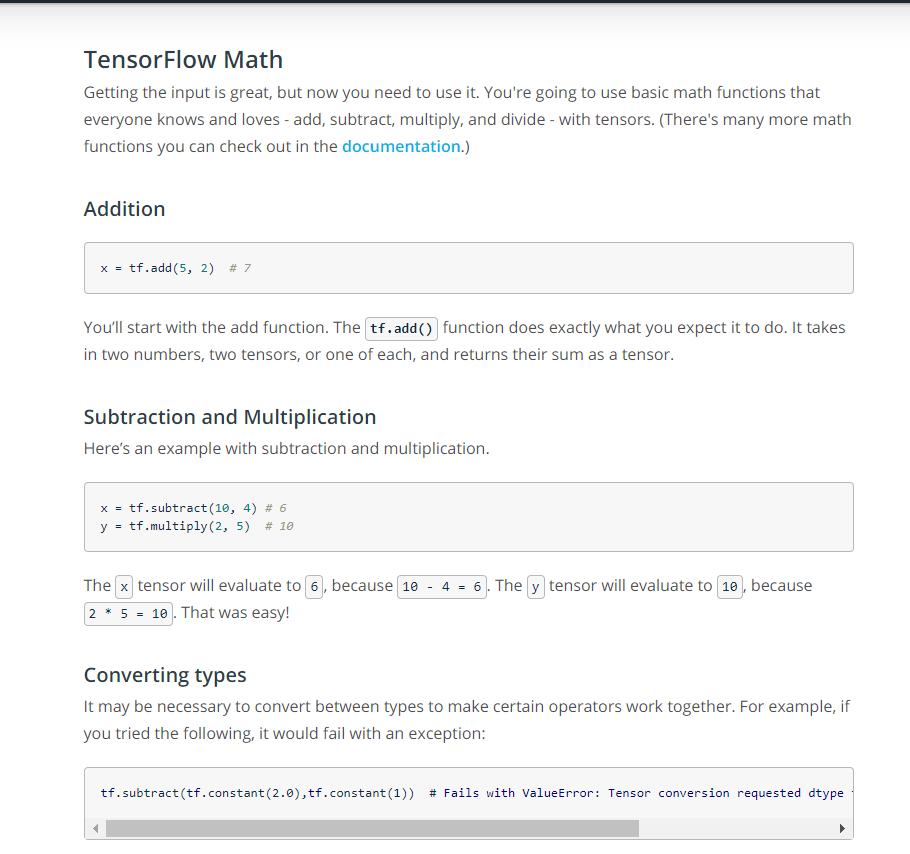 TensorFlow Math
Getting the input is great, but now you need to use it. You're going to use basic math functions that
everyone knows and loves - add, subtract, multiply, and divide - with tensors. (There's many more math
functions you can check out in the documentation.)
Addition
x = tf.add(5, 2)  # 7
You’ll start with the add function. The tf.add() function does exactly what you expect it to do. It takes
in two numbers, two tensors, or one of each, and returns their sum as a tensor.
Subtraction and Multiplication
Here’s an example with subtraction and multiplication.
x = tf.subtract(10, 4) # 6
y = tf.multiply(2, 5)  # 10
The x tensor will evaluate to 6, because 10 - 4 = 6. The y tensor will evaluate to 10, because
2 * 5 = 10. That was easy!
Converting types
It may be necessary to convert between types to make certain operators work together. For example, if
you tried the following, it would fail with an exception:
tf.subtract(tf.constant(2.0),tf.constant(1))  # Fails with ValueError: Tensor conversion requested dtype